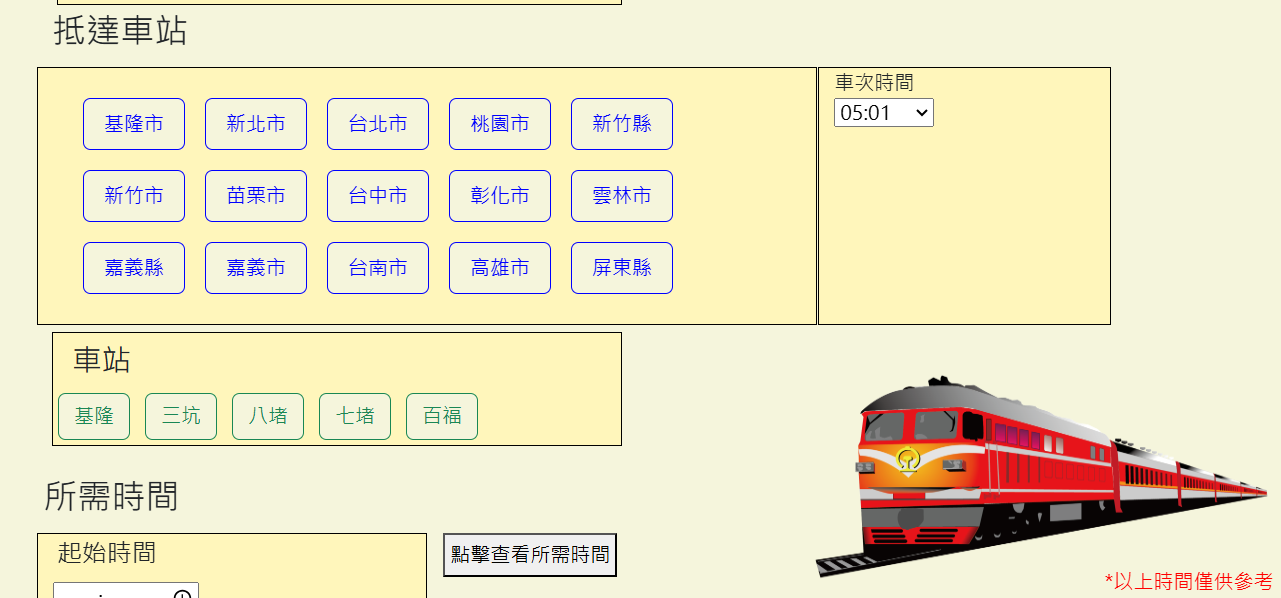 抵達車站
車次時間
05:01
基隆市 新北市 台北市 桃園市 新竹縣
新竹市 苗栗市 台中市 彰化市 雲林市
嘉義縣 嘉義市 台南市 高雄市 屏東縣
車站
基隆 三坑 八堵 七堵 百福
所需時間
起始時間
點擊查看所需時間
*以上時間僅供參考